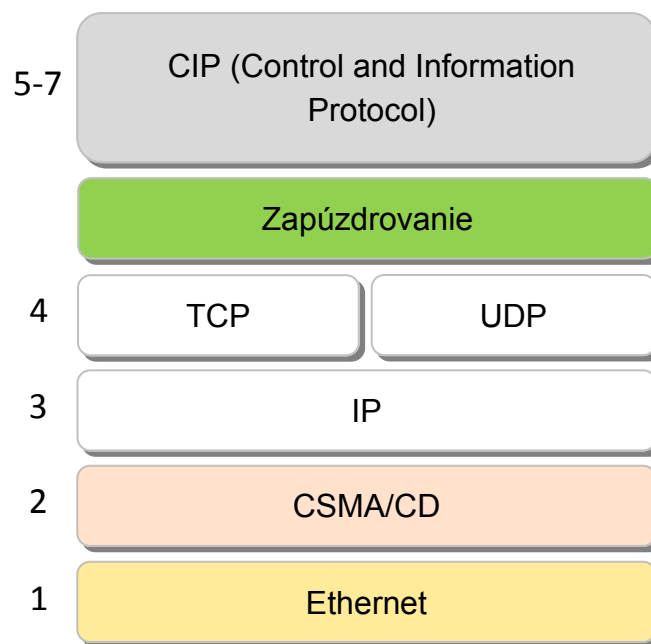 5-7
CIP (Control and Information
Protocol)
Zapúzdrovanie
4
TCP
UDP
3
IP
2
CSMA/CD
1
Ethernet